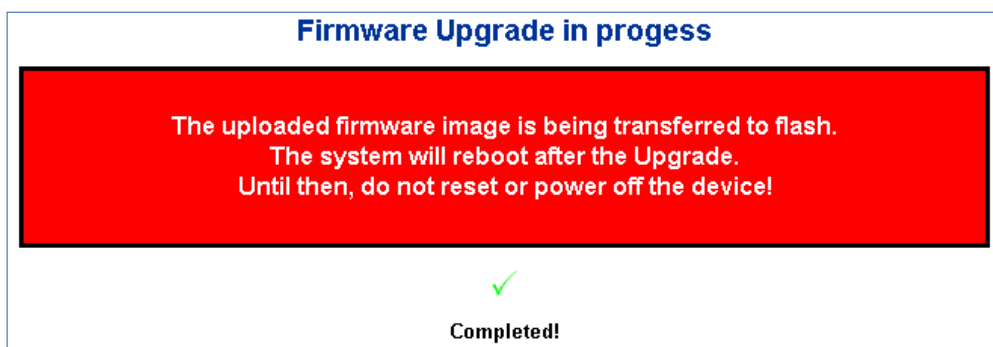 Firmware Upgrade in progess
The uploaded firmware image is being transferred to flash.
The system will reboot after the Upgrade.
Until then, do not reset or power off the device!
Completed!